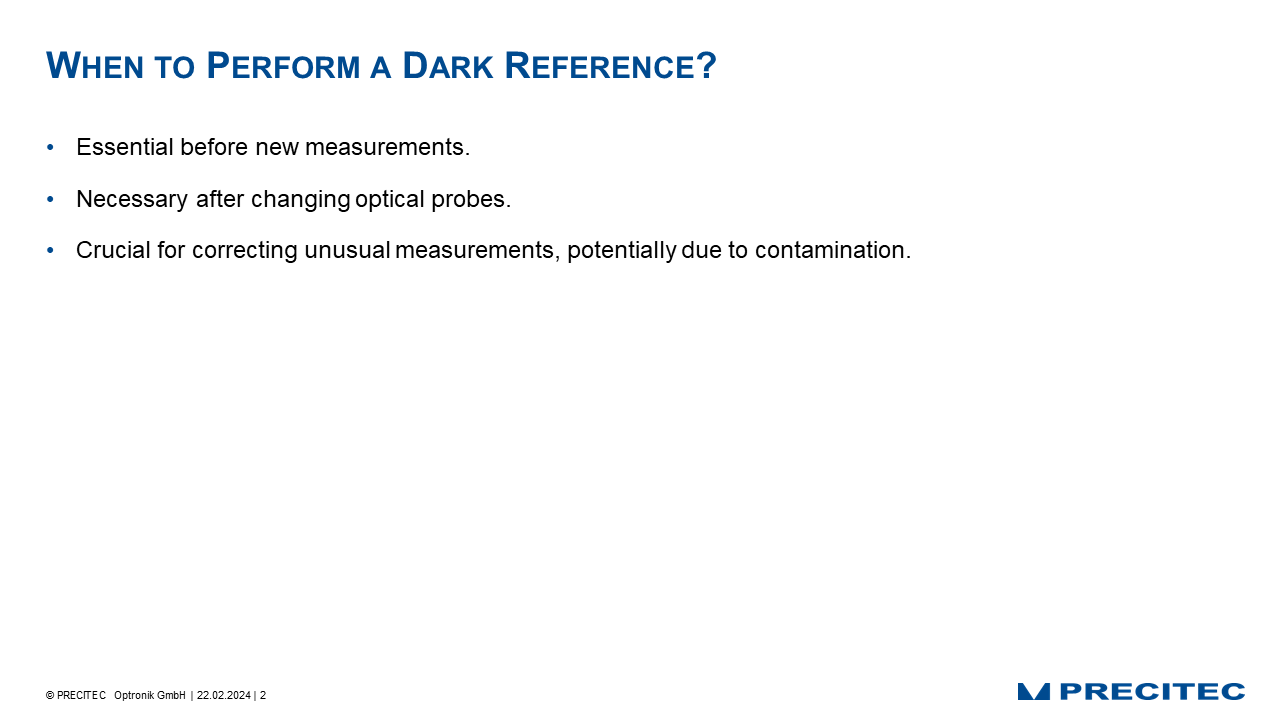 WHEN TO PERFORM A DARK REFERENCE?
• Essential before new measurements.
• Necessary after changing optical probes.
• Crucial for correcting unusual measurements, potentially due to contamination.
© PRECITEC Optronik GmbH | 22.02.2024 | 2
PRECITEC